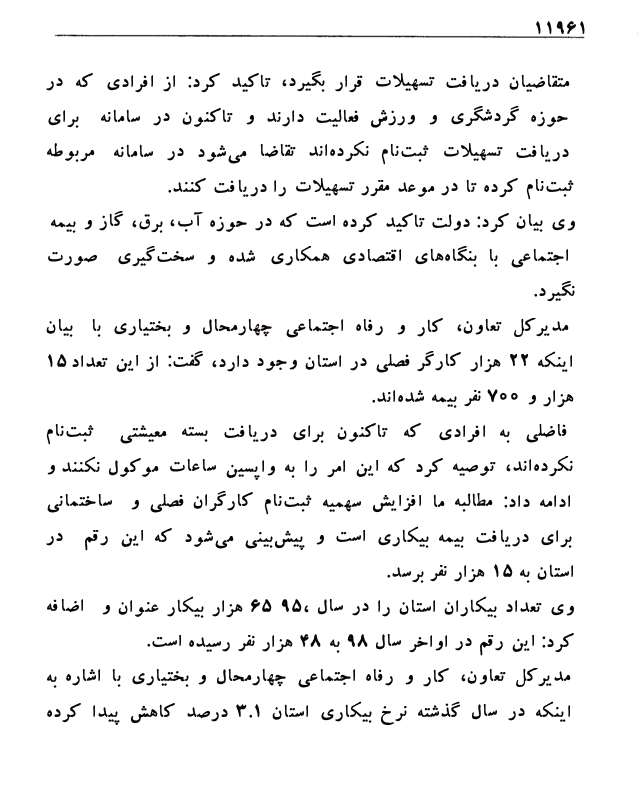 ۱۱۹۶۱
متقاضیان دریافت تسهیلات قرار بگیرد، تاکید کرد: از افرادی که در
حوزه گردشگری و ورزش فعالیت دارند و تاکنون در سامانه برای
دریافت تسهیلات ثبت‌نام نکرده‌اند تقاضا می‌شود در سامانه مربوطه
ثبت‌نام کرده تا در موعد مقرر تسهیلات را دریافت کنند.
وی بیان کرد: دولت تاکید کرده است که در حوزه آب، برق، گاز و بیمه
اجتماعی با بنگاه‌های اقتصادی همکاری شده و سخت‌گیری صورت
نگیرد.
مدیرکل تعاون، کار و رفاه اجتماعی چهارمحال و بختیاری با بیان
اینکه ۲۲ هزار کارگر فصلی در استان وجود دارد، گفت: از این تعداد ۱۵
هزار و ۷۰۰ نفر بیمه شده‌اند.
فاضلی به افرادی که تاکنون برای دریافت بسته معیشتی ثبت‌نام
نکرده‌اند، توصیه کرد که این امر را به واپسین ساعات موکول نکنند و
ادامه داد: مطالبه ما افزایش سهمیه ثبت‌نام کارگران فصلی و ساختمانی
برای دریافت بیمه بیکاری است و پیش‌بینی می‌شود که این رقم در
استان به ۱۵ هزار نفر برسد.
وی تعداد بیکاران استان را در سال ۹۵، ۶۵ هزار بیکار عنوان و اضافه
کرد: این رقم در اواخر سال ۹۸ به ۴۸ هزار نفر رسیده است.
مدیرکل تعاون، کار و رفاه اجتماعی چهارمحال و بختیاری با اشاره به
اینکه در سال گذشته نرخ بیکاری استان ۳.۱ درصد کاهش پیدا کرده